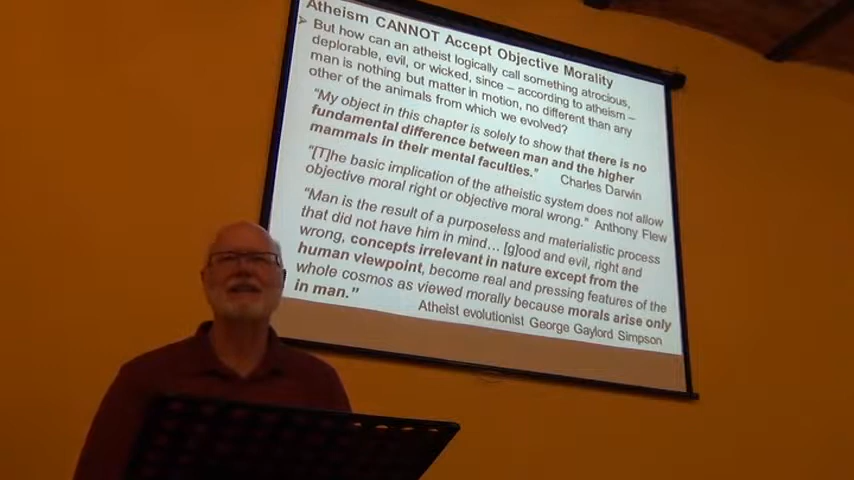 Atheism CANNOT Accept Objective Morality
➤ But how can an atheist logically call something atrocious,
deplorable, evil, or wicked, since – according to atheism –
man is nothing but matter in motion, no different than any
other of the animals from which we evolved?
"My object in this chapter is solely to show that there is no
fundamental difference between man and the higher
mammals in their mental faculties." Charles Darwin
"[T]he basic implication of the atheistic system does not allow
objective moral right or objective moral wrong." Anthony Flew
"Man is the result of a purposeless and materialistic process
that did not have him in mind… [g]ood and evil, right and
wrong, concepts irrelevant in nature except from the
human viewpoint, become real and pressing features of the
whole cosmos as viewed morally because morals arise only
in man."
Atheist evolutionist George Gaylord Simpson